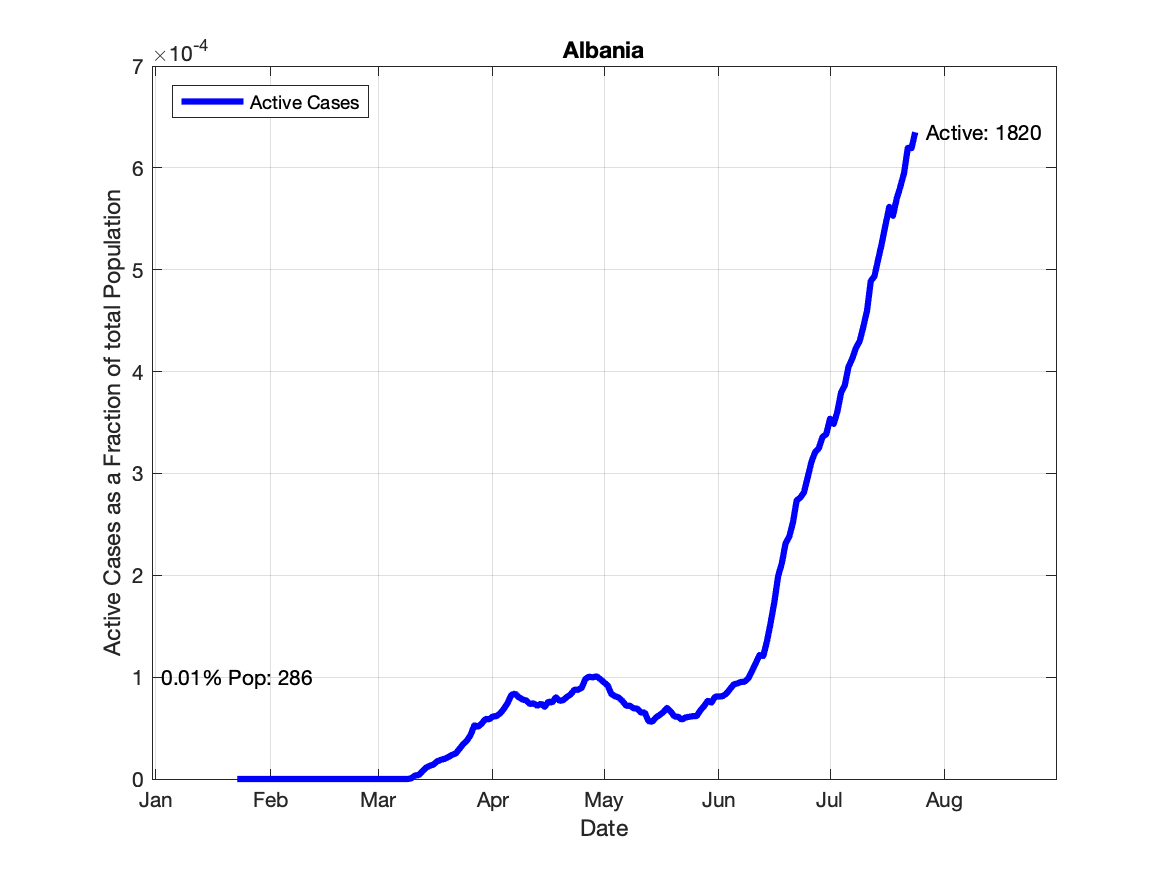 Albania
×10-4
7
6
5
4
3
2
1
0
Active Cases
Active: 1820
0.01% Pop: 286
Active Cases as a Fraction of total Population
Jan Feb Mar Apr May Jun Jul Aug
Date